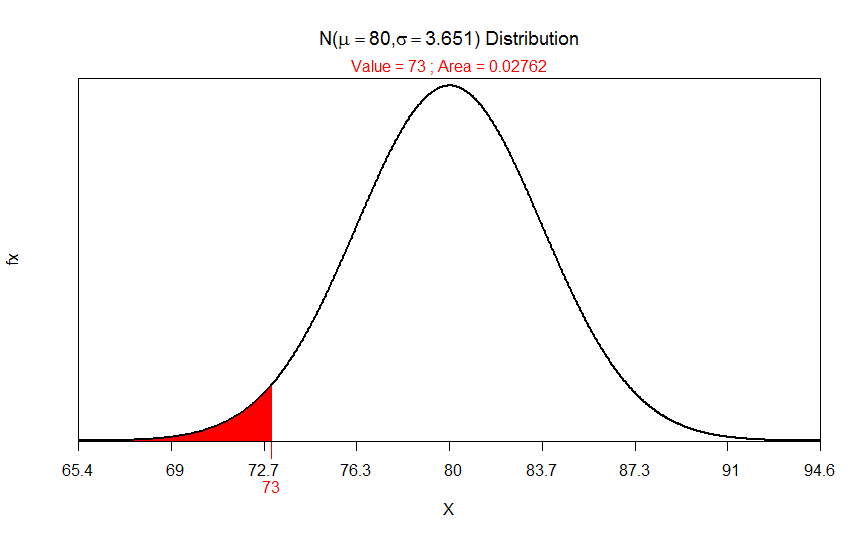 N(μ = 80,σ = 3.651) Distribution
Value = 73 ; Area = 0.02762
fx
65.4 69 72.7 76.3 80 83.7 87.3 91 94.6
73
X